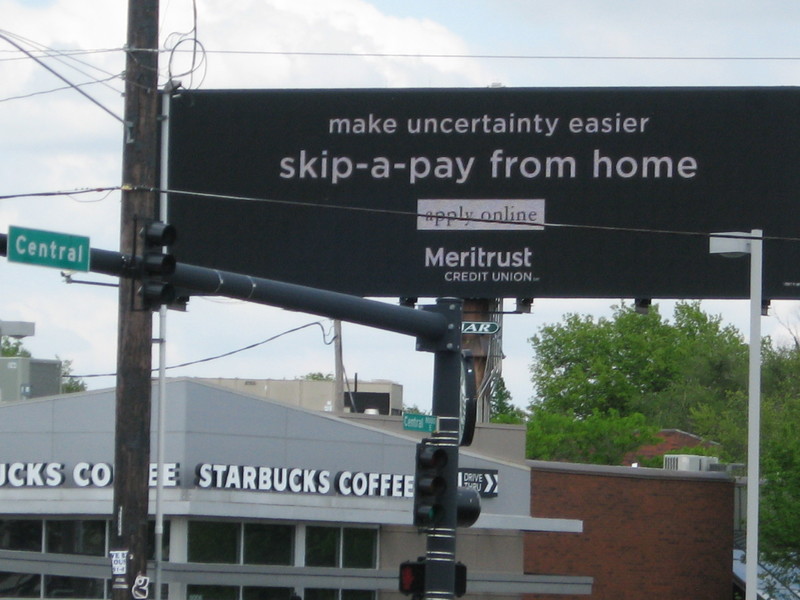 make uncertainty easier
skip-a-pay from home
apply online
Meritrust
CREDIT UNION
Central
AR
Central
UCKS COFFEE
STARBUCKS COFFEE
DRIVE
THRU